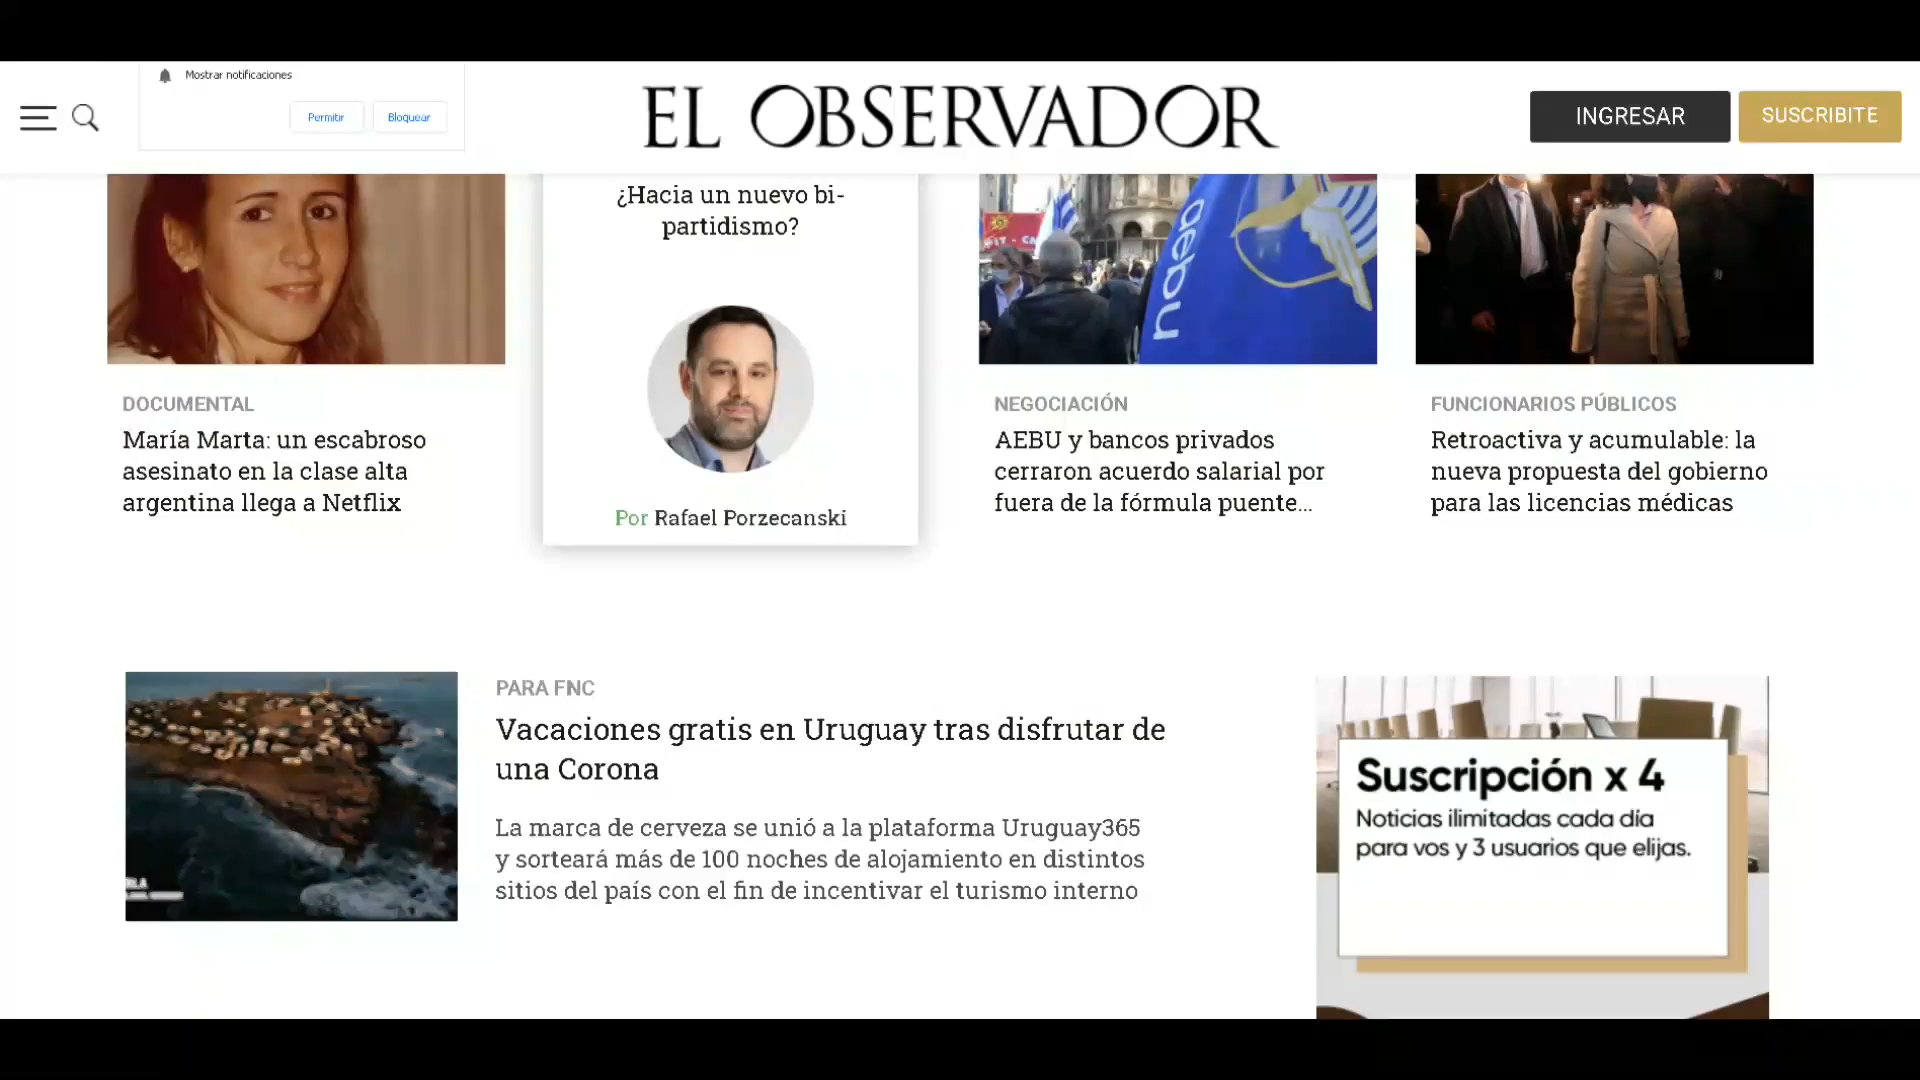 Mostrar notificaciones
Permitir Bloquear
EL OBSERVADOR
INGRESAR
SUSCRIBITE
DOCUMENTAL
María Marta: un escabroso
asesinato en la clase alta
argentina llega a Netflix
¿Hacia un nuevo bi-
partidismo?
Por Rafael Porzecanski
aebu
NEGOCIACIÓN
AEBU y bancos privados
cerraron acuerdo salarial por
fuera de la fórmula puente...
FUNCIONARIOS PÚBLICOS
Retroactiva y acumulable: la
nueva propuesta del gobierno
para las licencias médicas
PARA FNC
Vacaciones gratis en Uruguay tras disfrutar de
una Corona
La marca de cerveza se unió a la plataforma Uruguay365
y sorteará más de 100 noches de alojamiento en distintos
sitios del país con el fin de incentivar el turismo interno
Suscripción x 4
Noticias ilimitadas cada día
para vos y 3 usuarios que elijas.